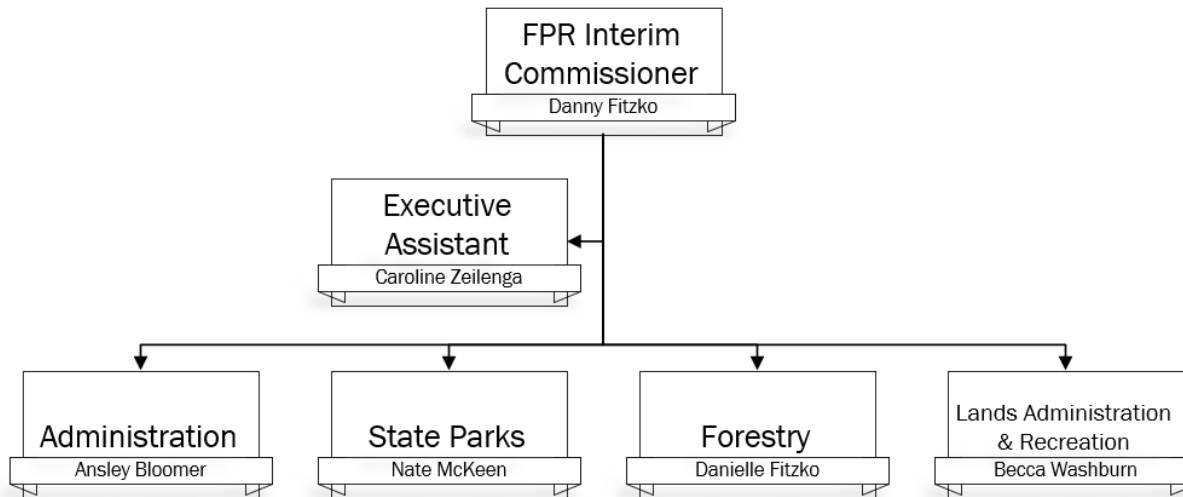 FPR Interim
Commissioner
Danny Fitzko
Executive
Assistant
Caroline Zeilenga
Administration
Ansley Bloomer
State Parks
Nate McKeen
Forestry
Danielle Fitzko
Lands Administration
& Recreation
Becca Washburn